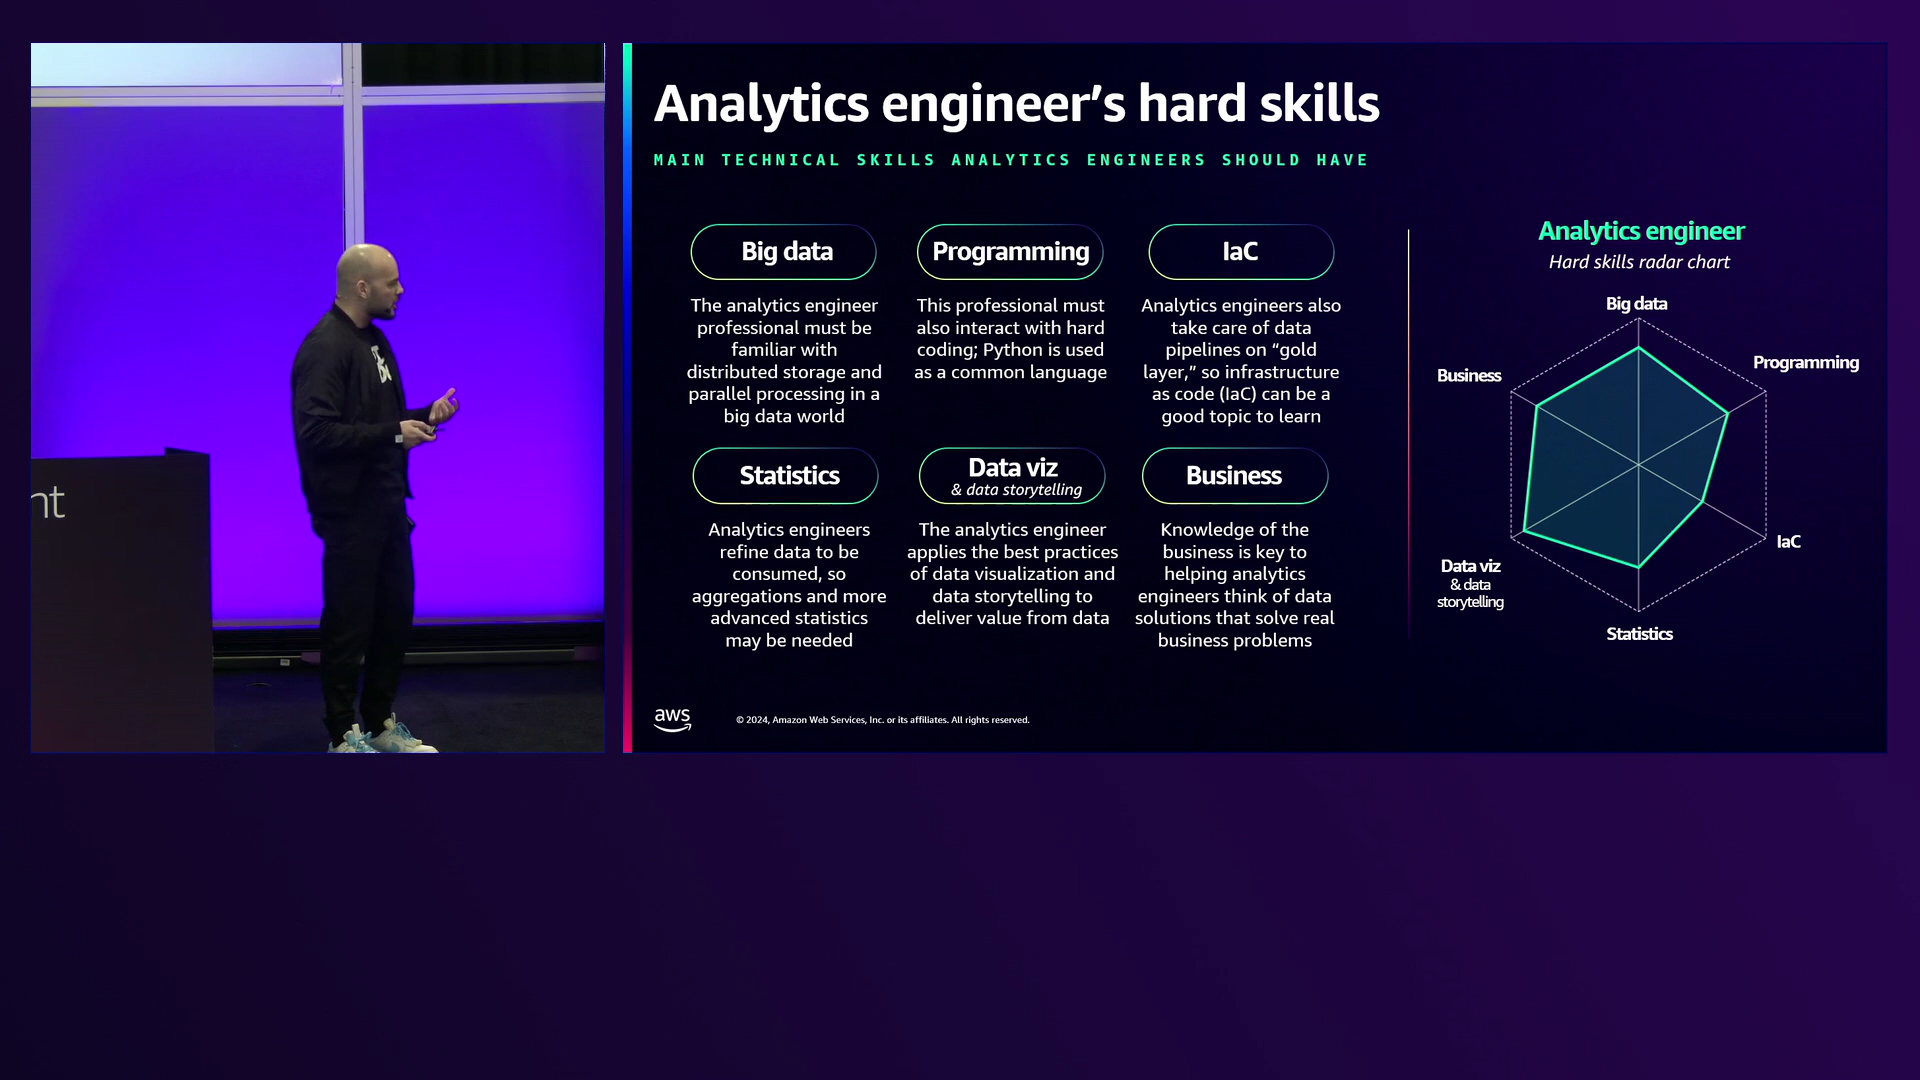 nt
Analytics engineer’s hard skills
MAIN TECHNICAL SKILLS ANALYTICS ENGINEERS SHOULD HAVE
Big data
The analytics engineer
professional must be
familiar with
distributed storage and
parallel processing in a
big data world
Programming
This professional must
also interact with hard
coding; Python is used
as a common language
IaC
Analytics engineers also
take care of data
pipelines on “gold
layer,” so infrastructure
as code (IaC) can be a
good topic to learn
Statistics
Analytics engineers
refine data to be
consumed, so
aggregations and more
advanced statistics
may be needed
Data viz
& data storytelling
The analytics engineer
applies the best practices
of data visualization and
data storytelling to
deliver value from data
Business
Knowledge of the
business is key to
helping analytics
engineers think of data
solutions that solve real
business problems
Analytics engineer
Hard skills radar chart
Big data
Programming
Business
IaC
Data viz
& data
storytelling
Statistics
aws
© 2024, Amazon Web Services, Inc. or its affiliates. All rights reserved.